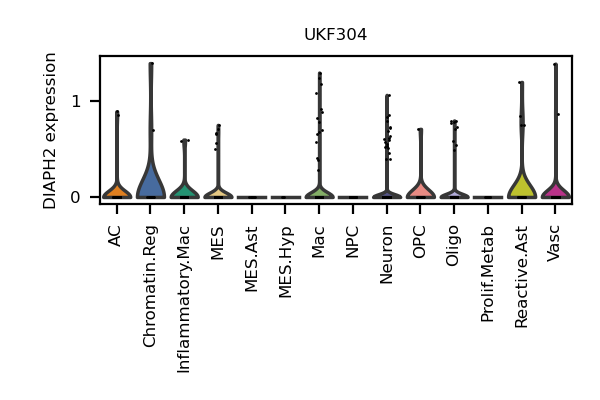 UKF304
DIAPH2 expression
1
0
AC
Chromatin.Reg
Inflammatory.Mac
MES
MES.Ast
MES.Hyp
Mac
NPC
Neuron
OPC
Oligo
Prolif.Metab
Reactive.Ast
Vasc